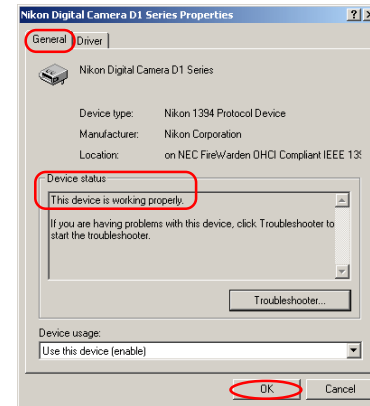 Nikon Digital Camera D1 Series Properties
General Driver
Nikon Digital Camera D1 Series
Device type: Nikon 1394 Protocol Device
Manufacturer: Nikon Corporation
Location: on NEC FireWarden OHCI Compliant IEEE 139
Device status
This device is working properly.
If you are having problems with this device, click Troubleshooter to
start the troubleshooter.
Troubleshooter...
Device usage:
Use this device (enable)
OK Cancel